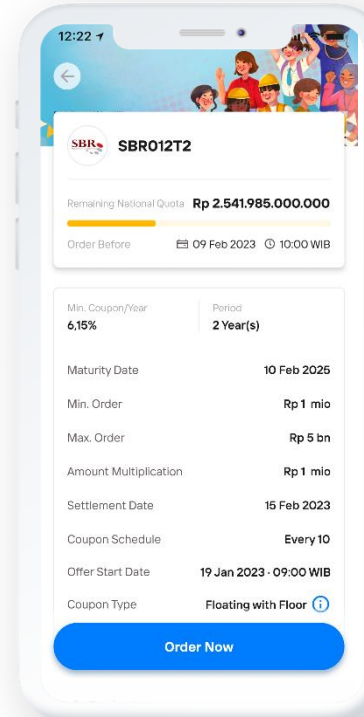 12:22
SBR
SBR012T2
Remaining National Quota Rp 2.541.985.000.000
Order Before 09 Feb 2023 10:00 WIB
Min. Coupon/Year Period
6,15% 2 Year(s)
Maturity Date 10 Feb 2025
Min. Order Rp 1 mio
Max. Order Rp 5 bn
Amount Multiplication Rp 1 mio
Settlement Date 15 Feb 2023
Coupon Schedule Every 10
Offer Start Date 19 Jan 2023 - 09:00 WIB
Coupon Type Floating with Floor
Order Now